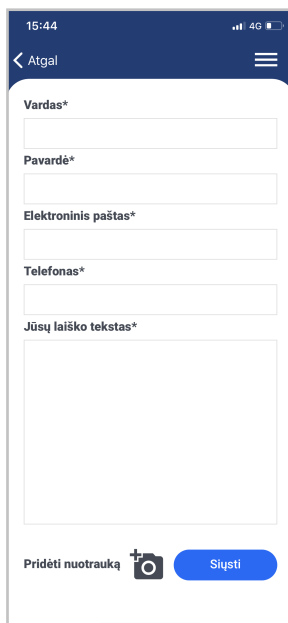 15:44
4G
Atgal
Vardas*
Pavardė*
Elektroninis paštas*
Telefonas*
Jūsų laiško tekstas*
Pridėti nuotrauką
Siųsti